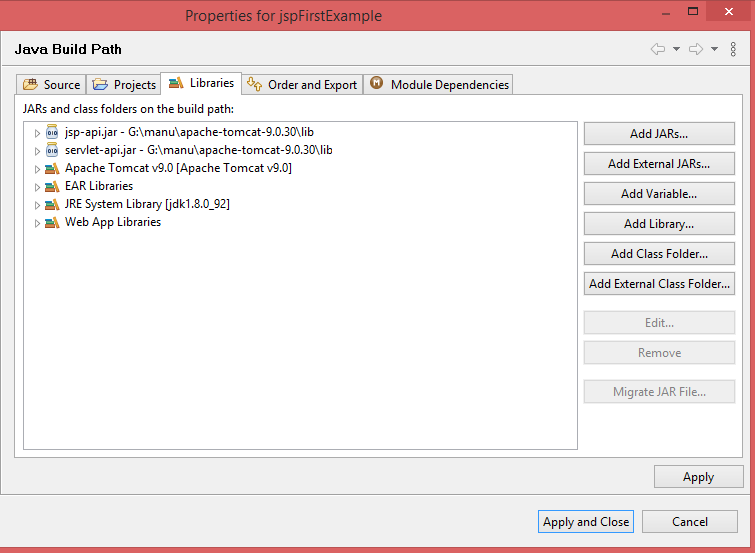 Properties for jspFirstExample
Java Build Path
Source
Projects
Libraries
Order and Export
Module Dependencies
JARs and class folders on the build path:
jsp-api.jar - G:\manu\apache-tomcat-9.0.30\lib
servlet-api.jar - G:\manu\apache-tomcat-9.0.30\lib
Apache Tomcat v9.0 [Apache Tomcat v9.0]
EAR Libraries
JRE System Library [jdk1.8.0_92]
Web App Libraries
Add JARs...
Add External JARs...
Add Variable...
Add Library...
Add Class Folder...
Add External Class Folder...
Edit...
Remove
Migrate JAR File...
Apply
Apply and Close
Cancel